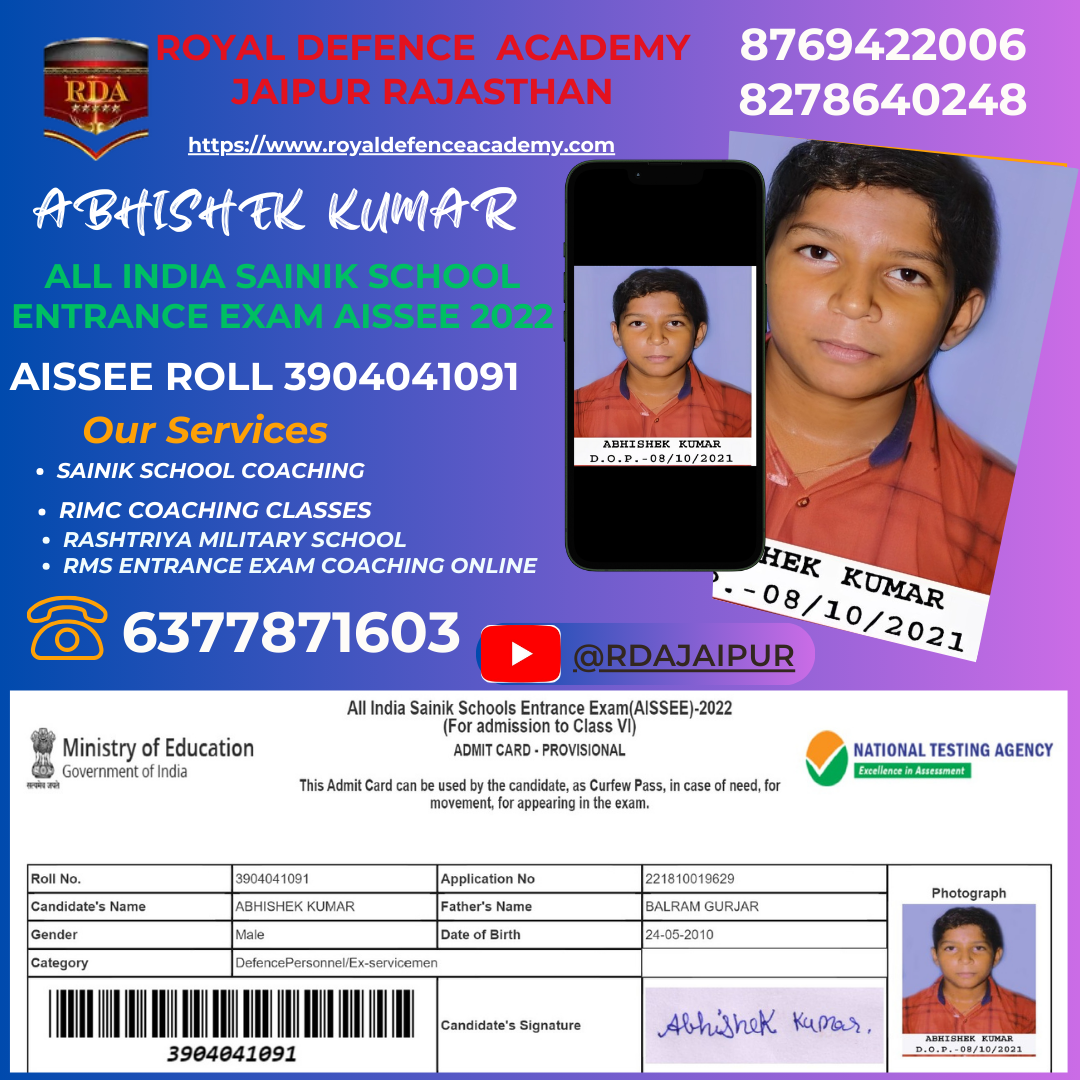 RDA
ROYAL DEFENCE ACADEMY
JAIPUR RAJASTHAN
https://www.royaldefenceacademy.com
8769422006
8278640248
ABHISHEK KUMAR
ALL INDIA SAINIK SCHOOL
ENTRANCE EXAM AISSEE 2022
AISSEE ROLL 3904041091
Our Services
• SAINIK SCHOOL COACHING
• RIMC COACHING CLASSES
• RASHTRIYA MILITARY SCHOOL
• RMS ENTRANCE EXAM COACHING ONLINE
6377871603
@RDAJAIPUR
ABHISHEK KUMAR
D.O.P.-08/10/2021
HEK KUMAR
.-08/10/2021
All India Sainik Schools Entrance Exam(AISSEE)-2022
(For admission to Class VI)
ADMIT CARD - PROVISIONAL
This Admit Card can be used by the candidate, as Curfew Pass, in case of need, for
movement, for appearing in the exam.
सत्यमेव जयते
Ministry of Education
Government of India
NATIONAL TESTING AGENCY
Excellence in Assessment
Roll No. 3904041091 Application No 221810019629
Candidate's Name ABHISHEK KUMAR Father's Name BALRAM GURJAR
Gender Male Date of Birth 24-05-2010
Category DefencePersonnel/Ex-servicemen
3904041091
Candidate's Signature
Abhishek Kumar.
Photograph
ABHISHEK KUMAR
D.O.P.-08/10/2021